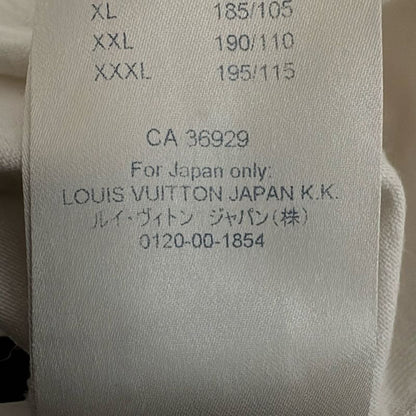 XL 185/105
XXL 190/110
XXXL 195/115
CA 36929
For Japan only:
LOUIS VUITTON JAPAN K.K.
ルイ・ヴィトン ジャパン(株)
0120-00-1854